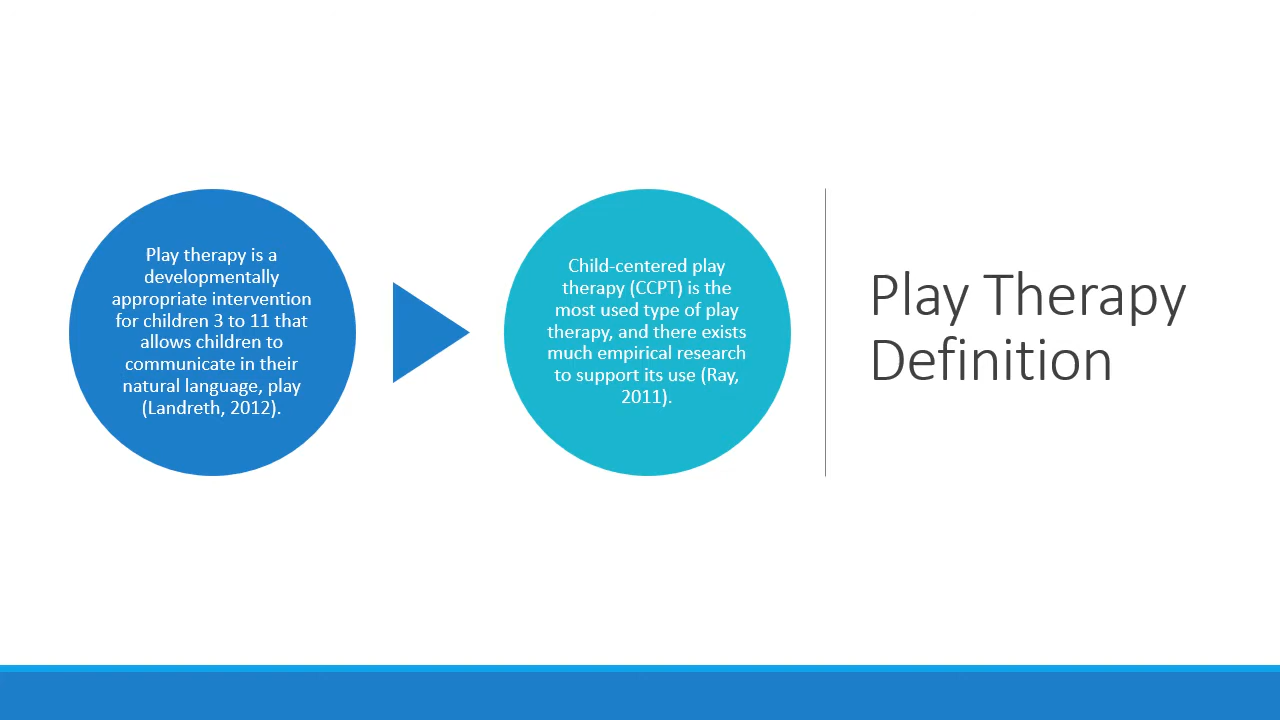 Play therapy is a
developmentally
appropriate intervention
for children 3 to 11 that
allows children to
communicate in their
natural language, play
(Landreth, 2012).
Child-centered play
therapy (CCPT) is the
most used type of play
therapy, and there exists
much empirical research
to support its use (Ray,
2011).
Play Therapy
Definition